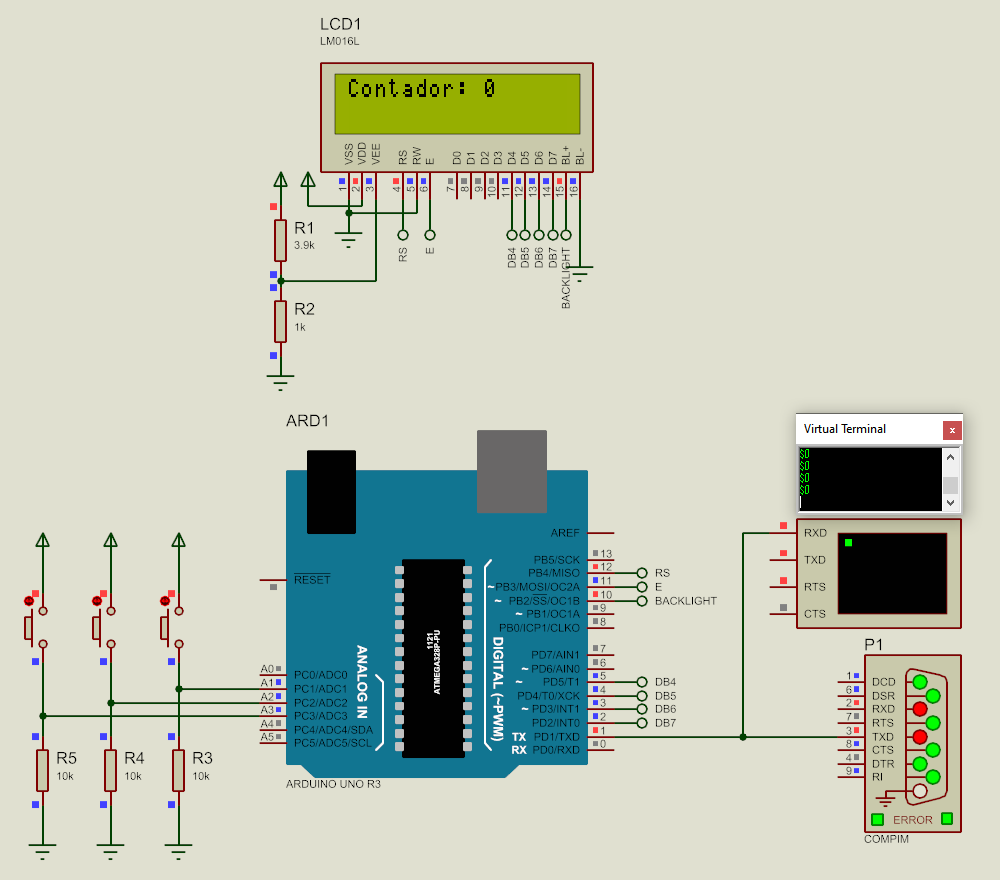 LCD1
LM016L
Contador: 0
VSS
VDD
VEE
RS
RW
E
D0
D1
D2
D3
D4
D5
D6
D7
BL+
BL-
1
2
3
4
5
6
7
8
9
10
11
12
13
14
15
16
R1
3.9k
RS
E
DB4
DB5
DB6
DB7
BACKLIGHT
R2
1k
ARD1
Virtual Terminal
x
$0
$0
$0
$0
AREF
RESET
PB5/SCK
13
PB4/MISO
12
RS
~PB3/MOSI/OC2A
11
E
~ PB2/SS/OC1B
10
BACKLIGHT
~ PB1/OC1A
9
PB0/ICP1/CLKO
8
PD7/AIN1
7
~ PD6/AIN0
6
~ PD5/T1
5
DB4
PD4/T0/XCK
4
DB5
~ PD3/INT1
3
DB6
PD2/INT0
2
DB7
TX PD1/TXD
1
RX PD0/RXD
0
DIGITAL (~PWM)
ANALOG IN
1121
ATMEGA328P-PU
A0
PC0/ADC0
A1
PC1/ADC1
A2
PC2/ADC2
A3
PC3/ADC3
A4
PC4/ADC4/SDA
A5
PC5/ADC5/SCL
ARDUINO UNO R3
R5
10k
R4
10k
R3
10k
RXD
TXD
RTS
CTS
P1
1
DCD
6
DSR
2
RXD
7
RTS
3
TXD
8
CTS
4
DTR
9
RI
ERROR
COMPIM